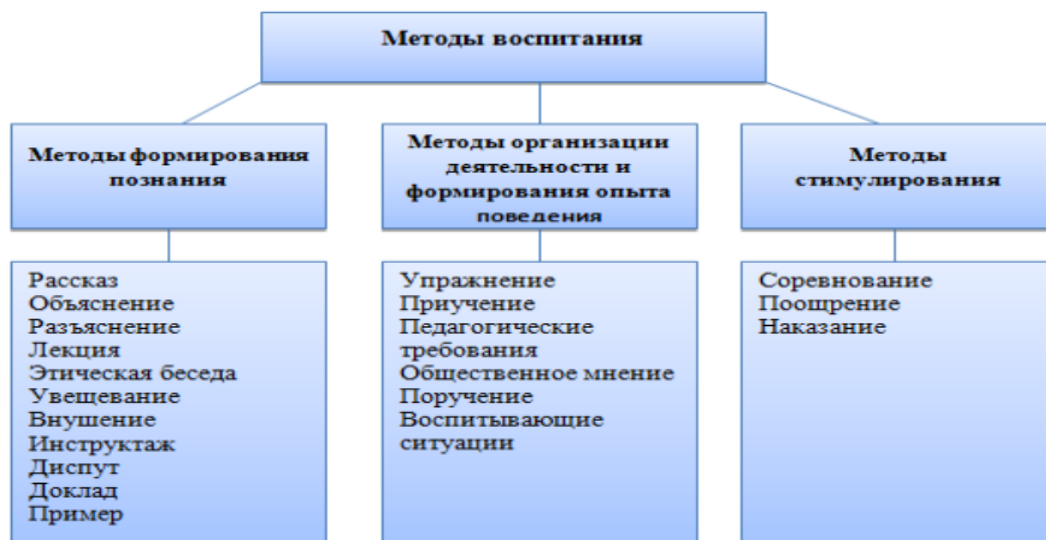 Методы воспитания
Методы формирования
познания
Методы организации
деятельности и
формирования опыта
поведения
Методы
стимулирования
Рассказ
Объяснение
Разъяснение
Лекция
Этическая беседа
Увещевание
Внушение
Инструктаж
Диспут
Доклад
Пример
Упражнение
Приучение
Педагогические
требования
Общественное мнение
Поручение
Воспитывающие
ситуации
Соревнование
Поощрение
Наказание